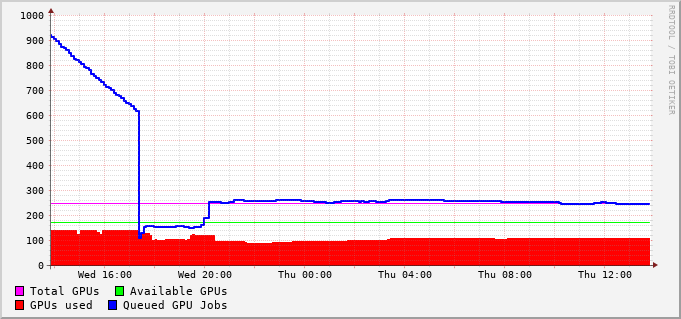 1000
900
800
700
600
500
400
300
200
100
0
Wed 16:00 Wed 20:00 Thu 00:00 Thu 04:00 Thu 08:00 Thu 12:00
Total GPUs Available GPUs
GPUs used Queued GPU Jobs
RRDTOOL / TOBI OETIKER